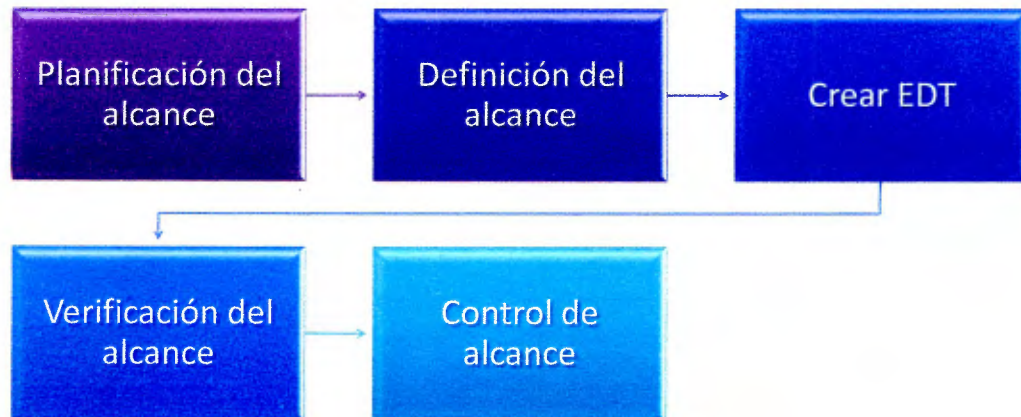 Planificación del
alcance
Definición del
alcance
Crear EDT
Verificación del
alcance
Control de
alcance